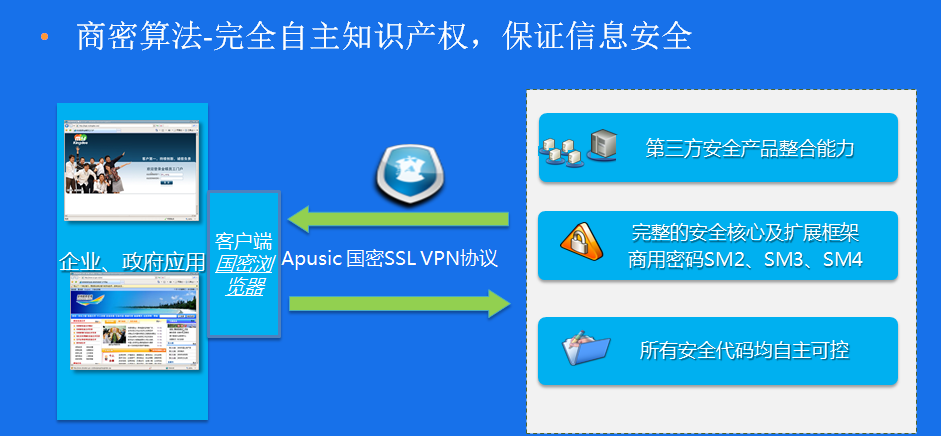 商密算法-完全自主知识产权，保证信息安全
企业、政府应用
客户端
国密浏
览器
Apusic 国密SSL VPN协议
第三方安全产品整合能力
完整的安全核心及扩展框架
商用密码SM2、SM3、SM4
所有安全代码均自主可控